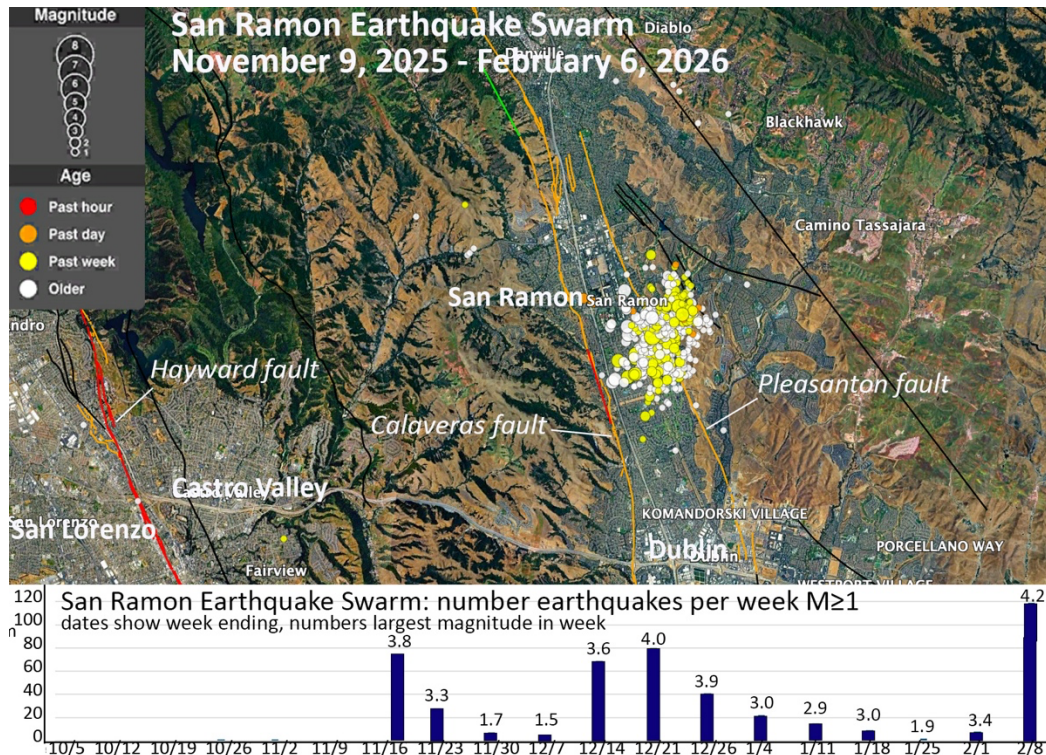 Magnitude
8
7
6
5
4
3
2
1
Age
Past hour
Past day
Past week
Older
San Ramon Earthquake Swarm
November 9, 2025 - February 6, 2026
Danville
Diablo
Blackhawk
Camino Tassajara
San Ramon
San Ramon
ndro
Hayward fault
Calaveras fault
Pleasanton fault
Castro Valley
Castro Valley
San Lorenzo
San Lorenzo
KOMANDORSKI VILLAGE
Dublin
Dublin
PORCELLANO WAY
Fairview
WESTPORT VILLAGE
San Ramon Earthquake Swarm: number earthquakes per week M≥1
dates show week ending, numbers largest magnitude in week
120
100
80
60
40
20
0
3.8
3.3
1.7
1.5
3.6
4.0
3.9
3.0
2.9
3.0
1.9
3.4
4.2
10/5 10/12 10/19 10/26 11/2 11/9 11/16 11/23 11/30 12/7 12/14 12/21 12/26 1/4 1/11 1/18 1/25 2/1 2/8